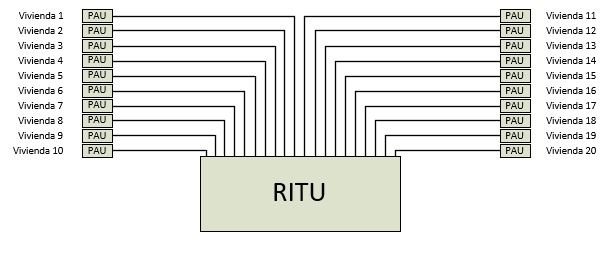 Vivienda 1 PAU PAU Vivienda 11
Vivienda 2 PAU PAU Vivienda 12
Vivienda 3 PAU PAU Vivienda 13
Vivienda 4 PAU PAU Vivienda 14
Vivienda 5 PAU PAU Vivienda 15
Vivienda 6 PAU PAU Vivienda 16
Vivienda 7 PAU PAU Vivienda 17
Vivienda 8 PAU PAU Vivienda 18
Vivienda 9 PAU PAU Vivienda 19
Vivienda 10 PAU PAU Vivienda 20
RITU